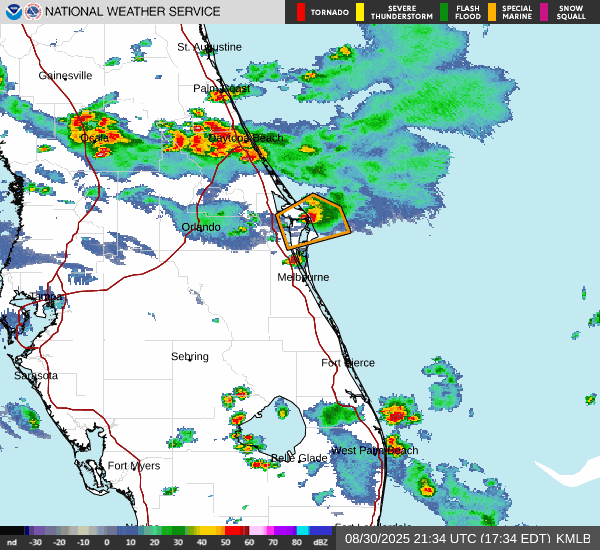 NATIONAL WEATHER SERVICE
TORNADO
SEVERE THUNDERSTORM
FLASH FLOOD
SPECIAL MARINE
SNOW SQUALL
St. Augustine
Gainesville
Palm Coast
Ocala
Daytona Beach
Orlando
Melbourne
Tampa
Sebring
Fort Pierce
Sarasota
West Palm Beach
Belle Glade
Fort Myers
nd -30 -20 -10 0 10 20 30 40 50 60 70 80 dBZ
08/30/2025 21:34 UTC (17:34 EDT) KMLB